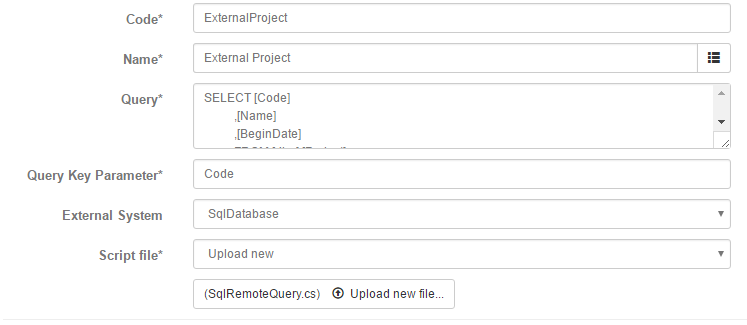 Code* ExternalProject
Name* External Project
Query* SELECT [Code]
,[Name]
,[BeginDate]
Query Key Parameter* Code
External System SqlDatabase
Script file* Upload new
(SqlRemoteQuery.cs) Upload new file...